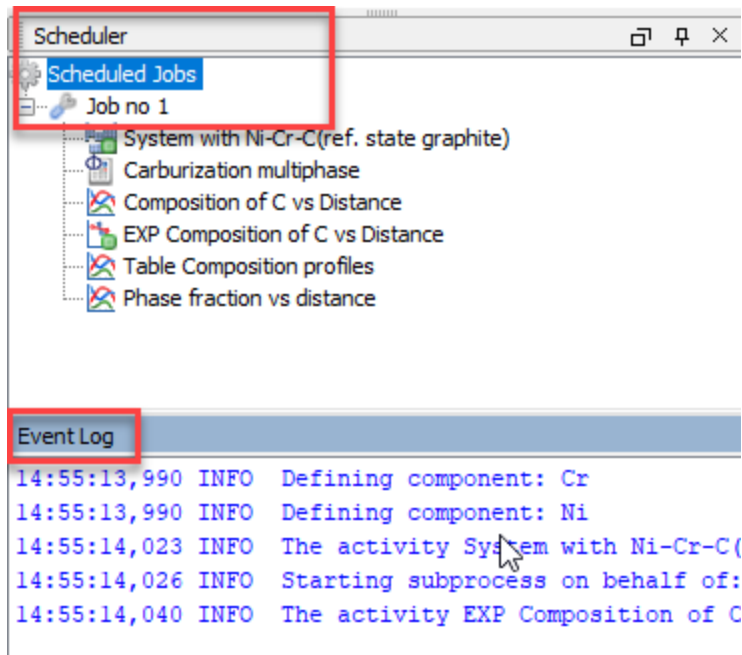 Scheduler
Scheduled Jobs
Job no 1
System with Ni-Cr-C(ref. state graphite)
Carburization multiphase
Composition of C vs Distance
EXP Composition of C vs Distance
Table Composition profiles
Phase fraction vs distance
Event Log
14:55:13,990 INFO Defining component: Cr
14:55:13,990 INFO Defining component: Ni
14:55:14,023 INFO The activity System with Ni-Cr-C(
14:55:14,026 INFO Starting subprocess on behalf of:
14:55:14,040 INFO The activity EXP Composition of C